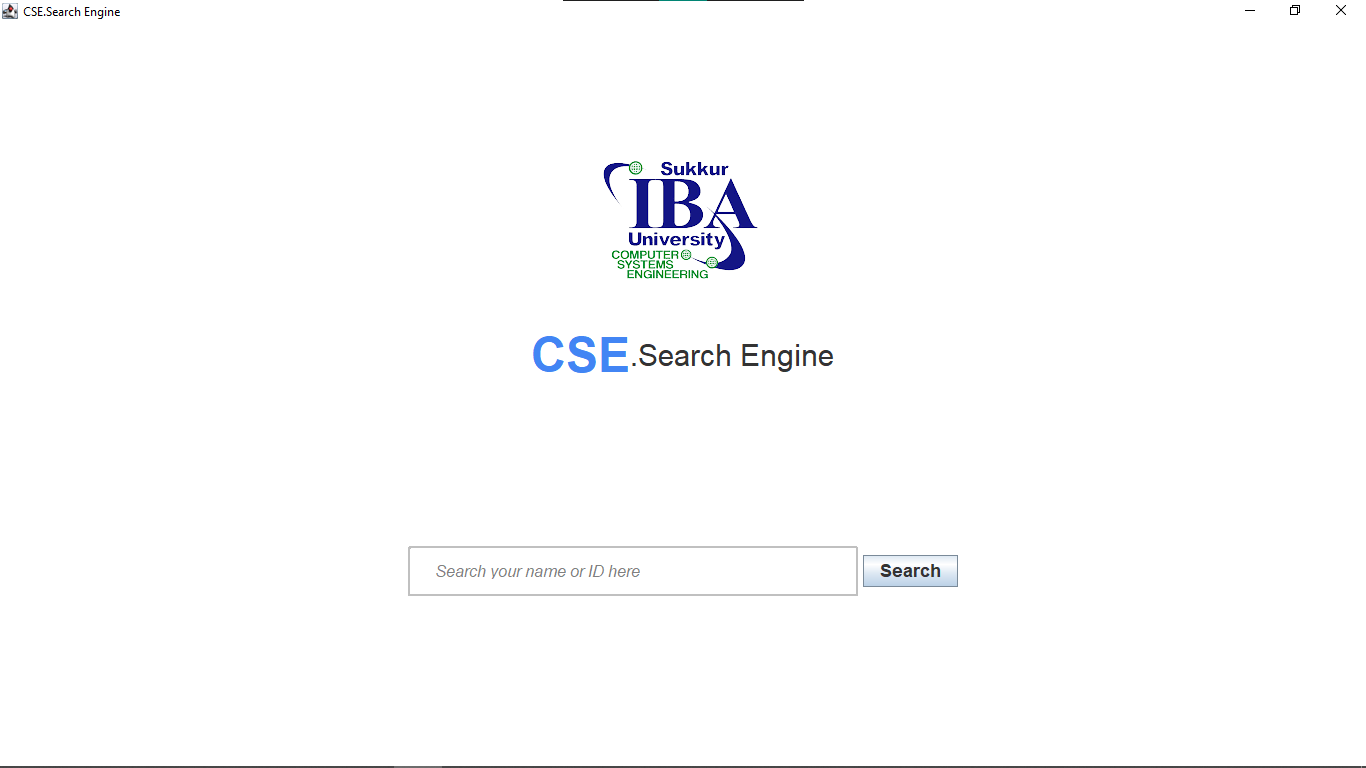 CSE.Search Engine
Sukkur
IBA
University
COMPUTER
SYSTEMS
ENGINEERING
CSE.Search Engine
Search your name or ID here
Search